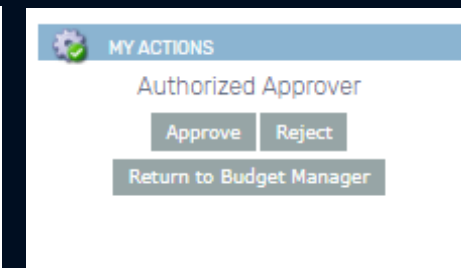 MY ACTIONS
Authorized Approver
Approve Reject
Return to Budget Manager